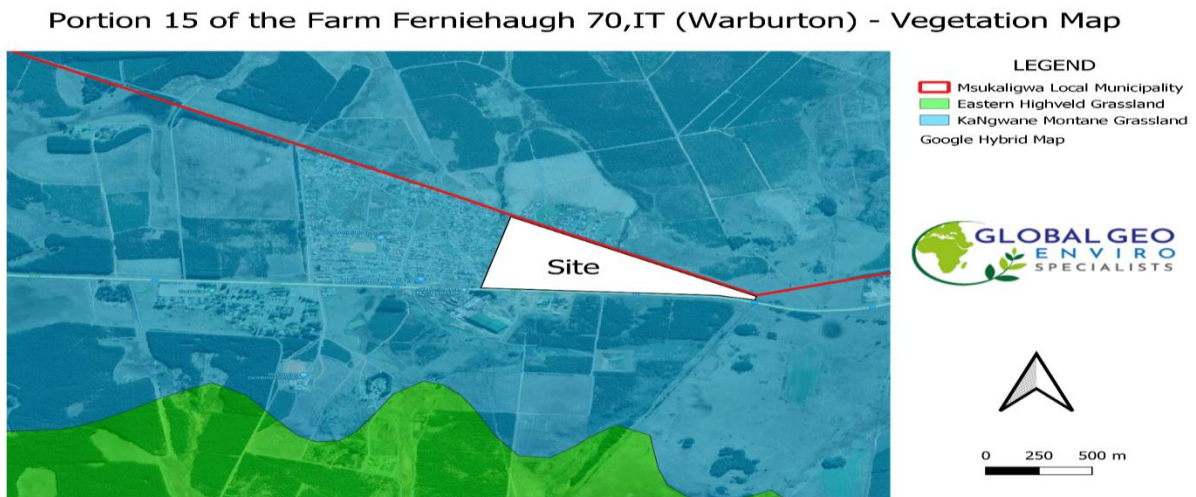 Portion 15 of the Farm Ferniehaugh 70,IT (Warburton) - Vegetation Map
LEGEND
Msukaligwa Local Municipality
Eastern Highveld Grassland
KaNgwane Montane Grassland
Google Hybrid Map
GLOBAL GEO
ENVIRO
SPECIALISTS
Site
0 250 500 m